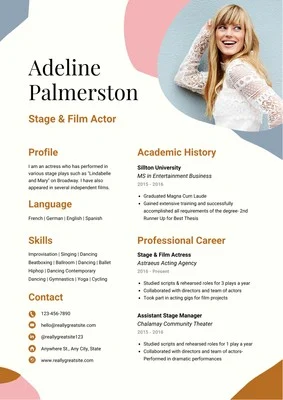 Adeline
Palmerston
Stage & Film Actor
Profile
I am an actress who has performed in
various stage plays such as "Lindabelle
and Mary" on Broadway. I have also
appeared in several independent films.
Language
French | German | English | Spanish
Skills
Improvisation | Singing | Dancing
Beatboxing | Ballroom | Dancing | Ballet
Hiphop | Dancing Contemporary
Dancing | Gymnastics | Yoga | Cycling
Contact
123-456-7890
hello@reallygreatsite.com
@reallygreatsite123
Anywhere St., Any City, State
www.reallygreatsite.com
Academic History
Sillton University
MS in Entertainment Business
2015 - 2016
• Graduated Magna Cum Laude
• Gained extensive training and successfully
accomplished all requirements of the degree- 2nd
Runner Up for Best Thesis
Professional Career
Stage & Film Actress
Astraeus Acting Agency
2016 - Present
• Studied scripts & rehearsed roles for 3 plays a year
• Collaborated with directors and team of actors
• Took part in acting gigs for film projects
Assistant Stage Manager
Chalamay Community Theater
2015 - 2016
• Studied scripts and rehearsed roles for 1 play a year
• Collaborated with directors and team of actors-
Performed in dramatic performances